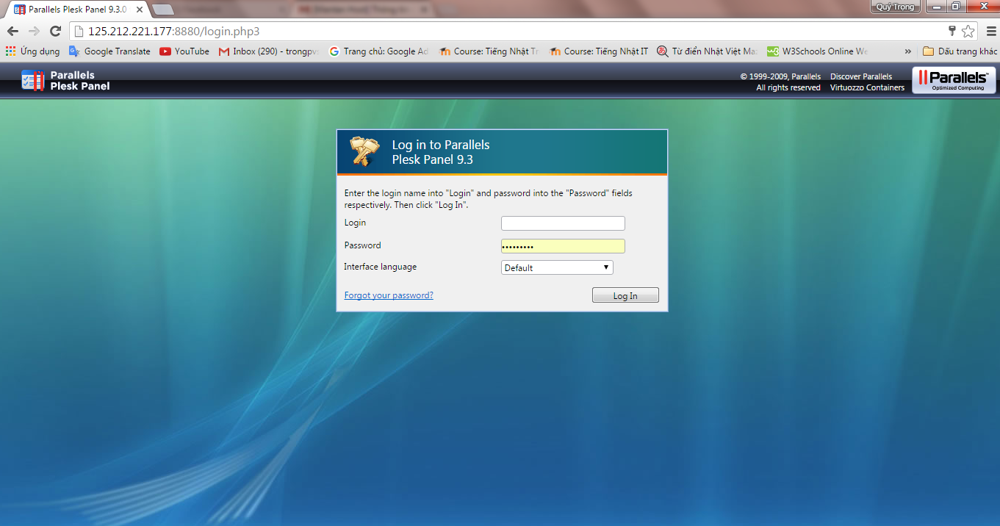 Parallels Plesk Panel 9.3.0
Quý Trọng
125.212.221.177:8880/login.php3
Ứng dụng Google Translate YouTube Inbox (290) - trongpv Trang chủ: Google Ad Course: Tiếng Nhật Tr Course: Tiếng Nhật IT Từ điển Nhật Việt Ma W3Schools Online We » Dấu trang khác
Parallels
Plesk Panel
© 1999-2009, Parallels Discover Parallels
All rights reserved Virtuozzo Containers
Parallels™
Optimized Computing
Log in to Parallels
Plesk Panel 9.3
Enter the login name into "Login" and password into the "Password" fields
respectively. Then click "Log In".
Login
Password •••••••••
Interface language Default
Forgot your password? Log In